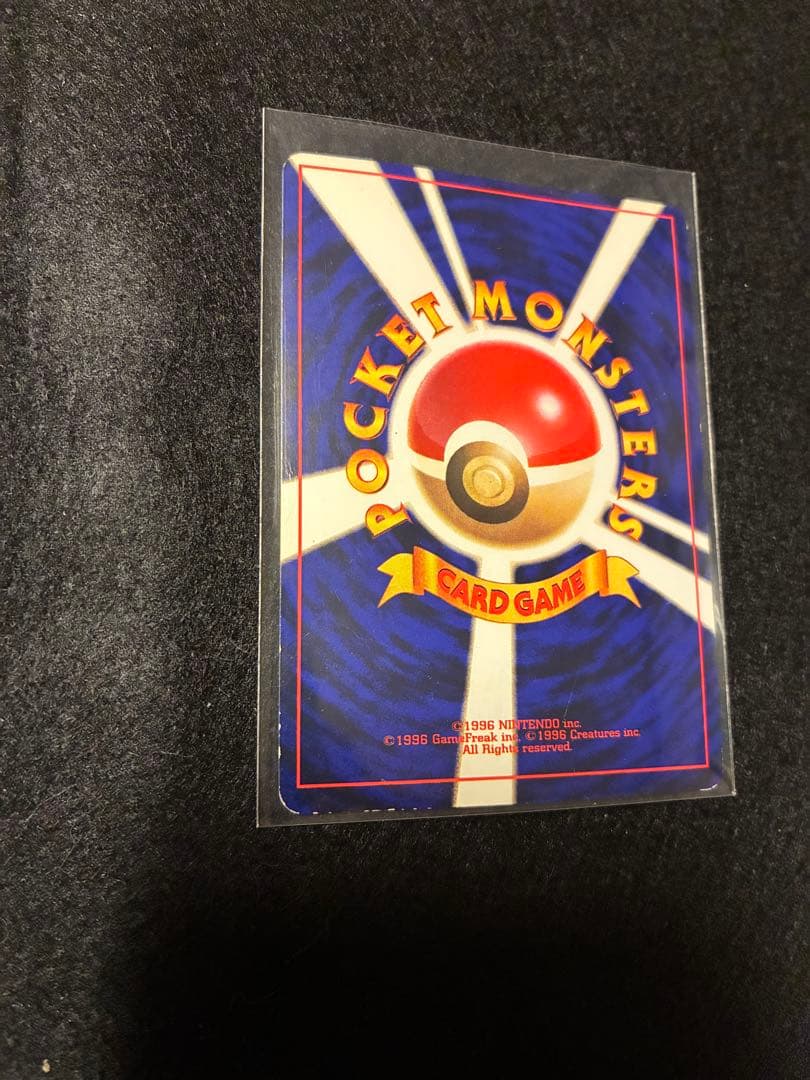 POCKET MONSTERS
CARD GAME
©1996 NINTENDO inc.
©1996 GameFreak inc. ©1996 Creatures inc.
All Rights reserved.